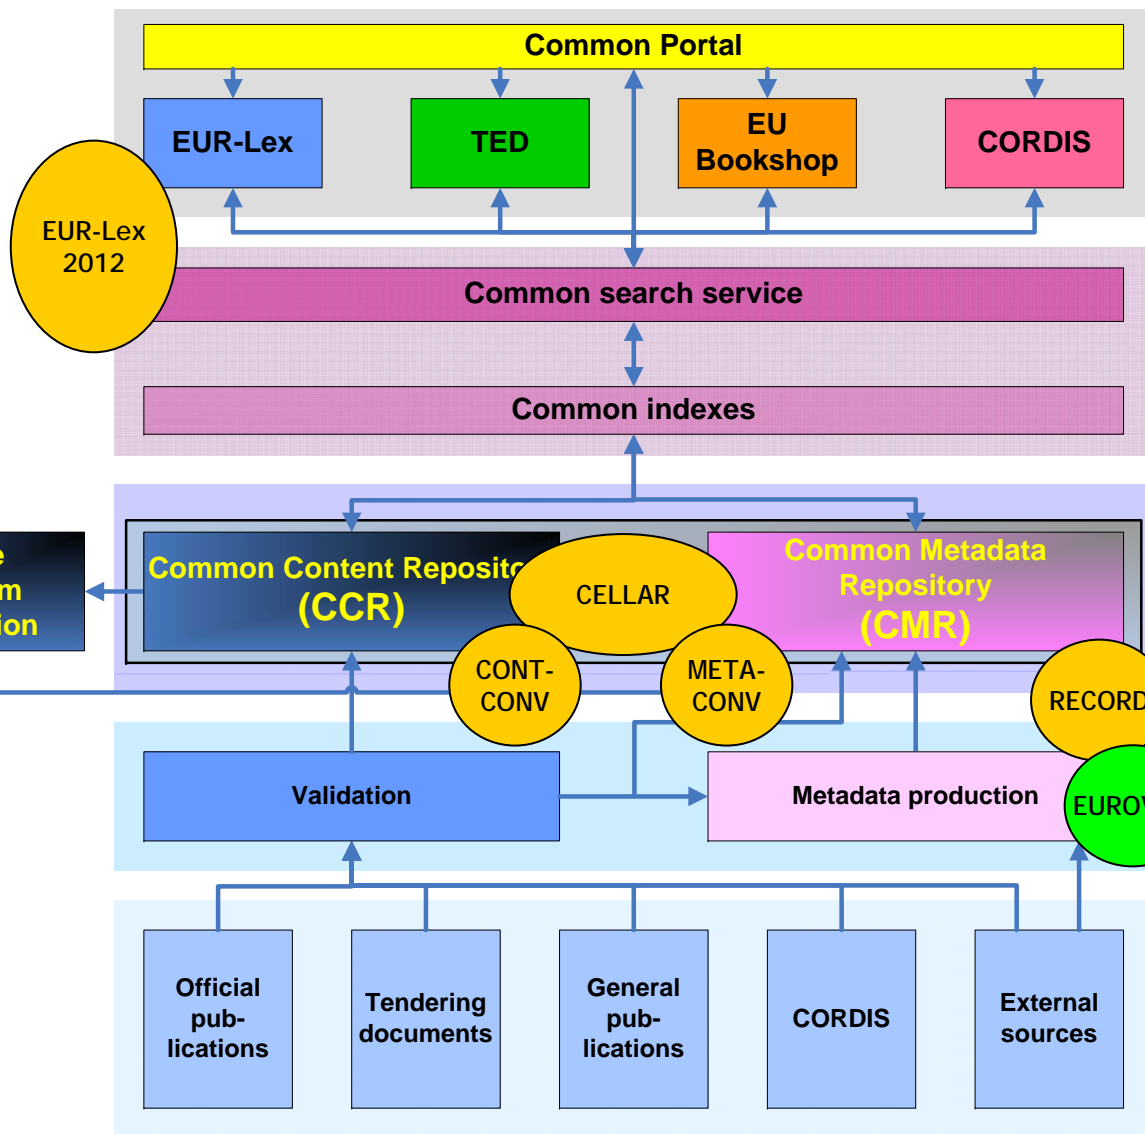 Common Portal
EUR-Lex
TED
EU
Bookshop
CORDIS
EUR-Lex
2012
Common search service
Common indexes
Common Content Reposito
(CCR)
CELLAR
Common Metadata
Repository
(CMR)
CONT-
CONV
META-
CONV
RECORD
Validation
Metadata production
EUROV
Official
pub-
lications
Tendering
documents
General
pub-
lications
CORDIS
External
sources